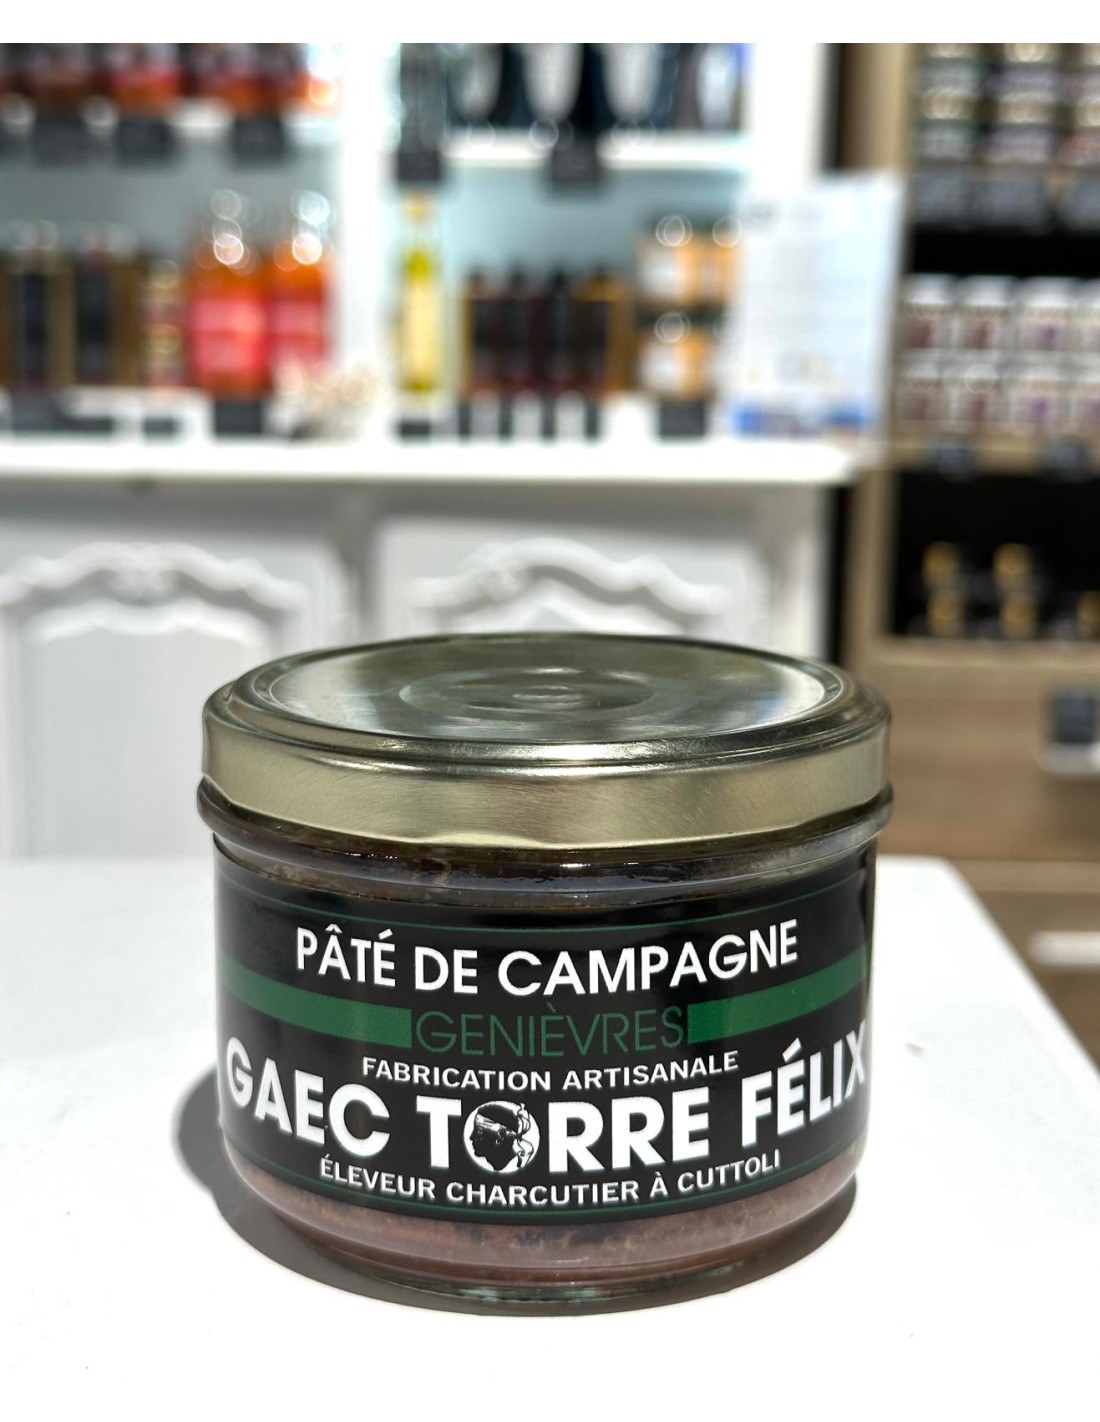 PÂTÉ DE CAMPAGNE
GENIÈVRES
FABRICATION ARTISANALE
GAEC TORRE FÉLIX
ÉLEVEUR CHARCUTIER À CUTTOLI